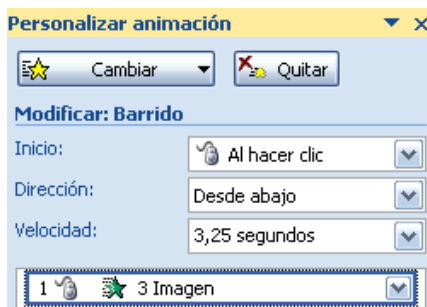 Personalizar animación
Cambiar Quitar
Modificar: Barrido
Inicio: Al hacer clic
Dirección: Desde abajo
Velocidad: 3,25 segundos
1 3 Imagen